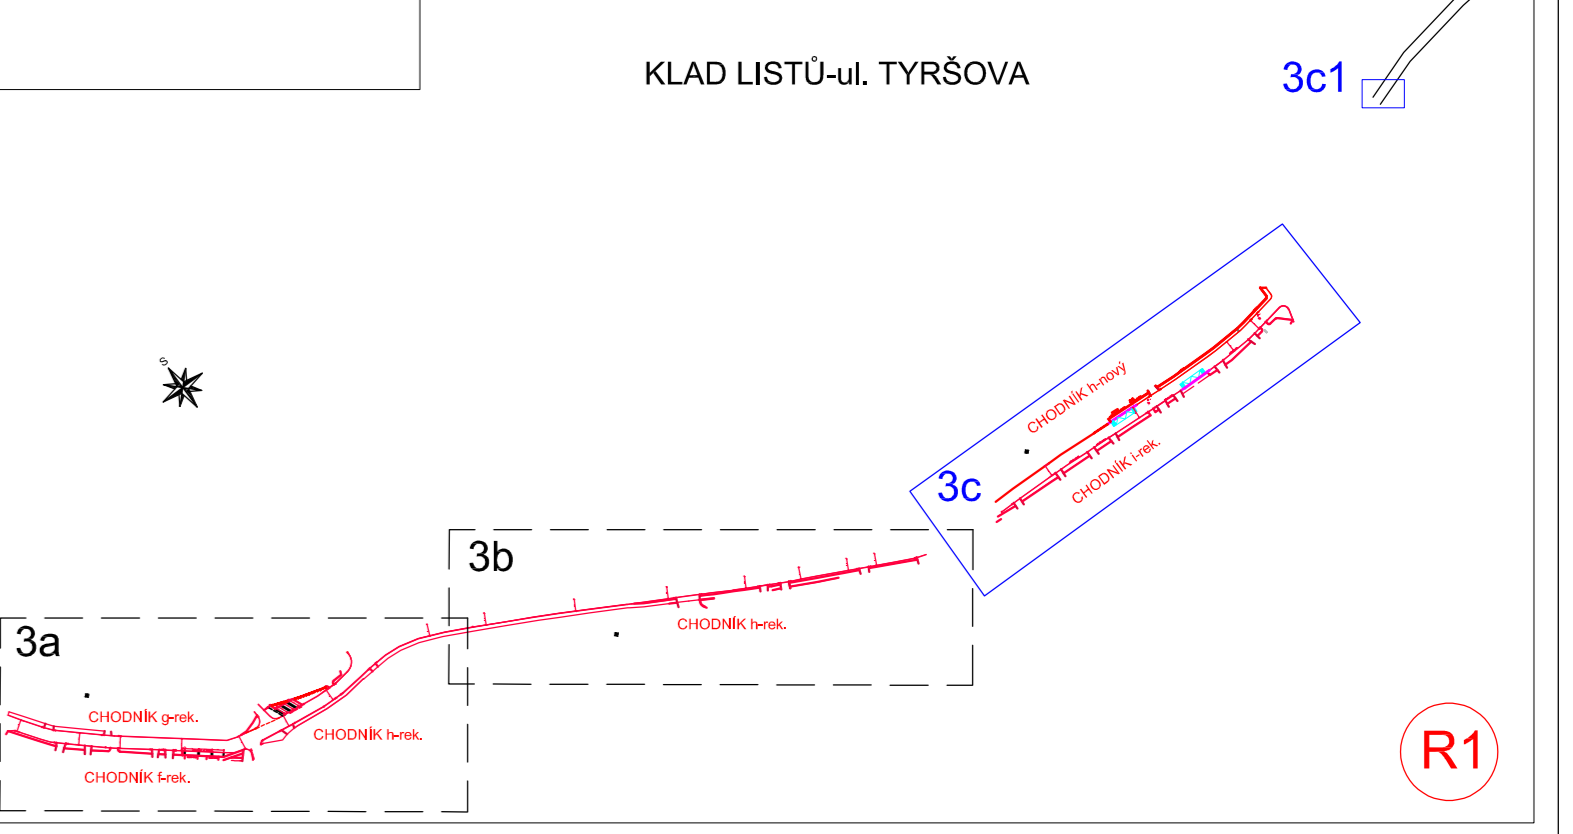 KLAD LISTŮ-ul. TYRŠOVA
3c1
S
CHODNÍK h-nový
3c
CHODNÍK i-rek.
3b
CHODNÍK h-rek.
3a
CHODNÍK g-rek.
CHODNÍK h-rek.
CHODNÍK f-rek.
R1